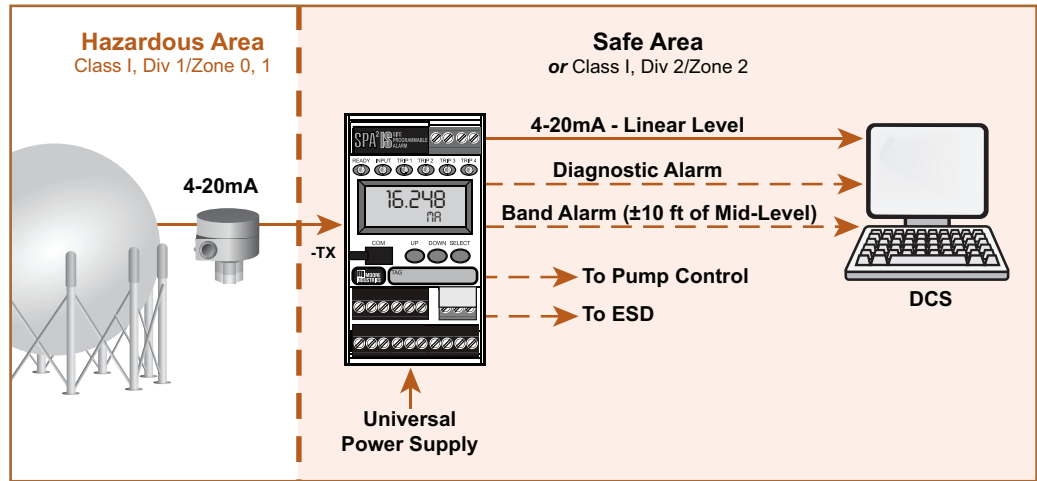 Hazardous Area
Class I, Div 1/Zone 0, 1
Safe Area
or Class I, Div 2/Zone 2
4-20mA
-TX
SPA² IS SITE PROGRAMMABLE ALARM
READY INPUT TRIP 1 TRIP 2 TRIP 3 TRIP 4
16.248
MA
COM UP DOWN SELECT
MOORE INDUSTRIES
TAG
4-20mA - Linear Level
Diagnostic Alarm
Band Alarm (±10 ft of Mid-Level)
To Pump Control
To ESD
DCS
Universal
Power Supply